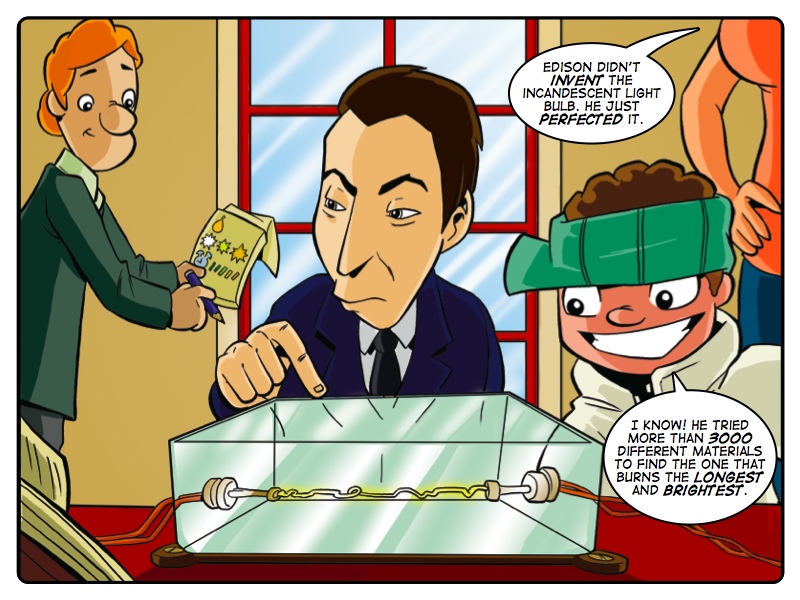 EDISON DIDN'T
INVENT THE
INCANDESCENT LIGHT
BULB. HE JUST
PERFECTED IT.
I KNOW! HE TRIED
MORE THAN 3000
DIFFERENT MATERIALS
TO FIND THE ONE THAT
BURNS THE LONGEST
AND BRIGHTEST.